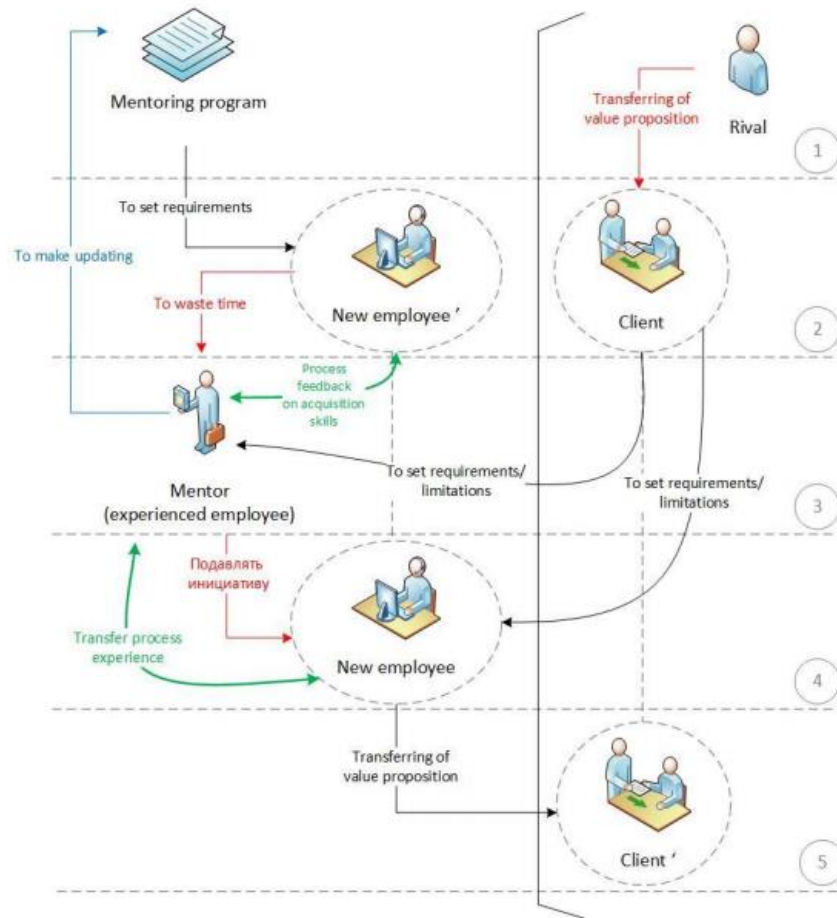 Mentoring program
Transferring of
value proposition
Rival
1
To set requirements
To make updating
To waste time
New employee ‘
Client
2
Process
feedback
on acquisition
skills
To set requirements/
limitations
To set requirements/
limitations
Mentor
(experienced employee)
3
Подавлять
инициативу
Transfer process
experience
New employee
4
Transferring of
value proposition
Client ‘
5